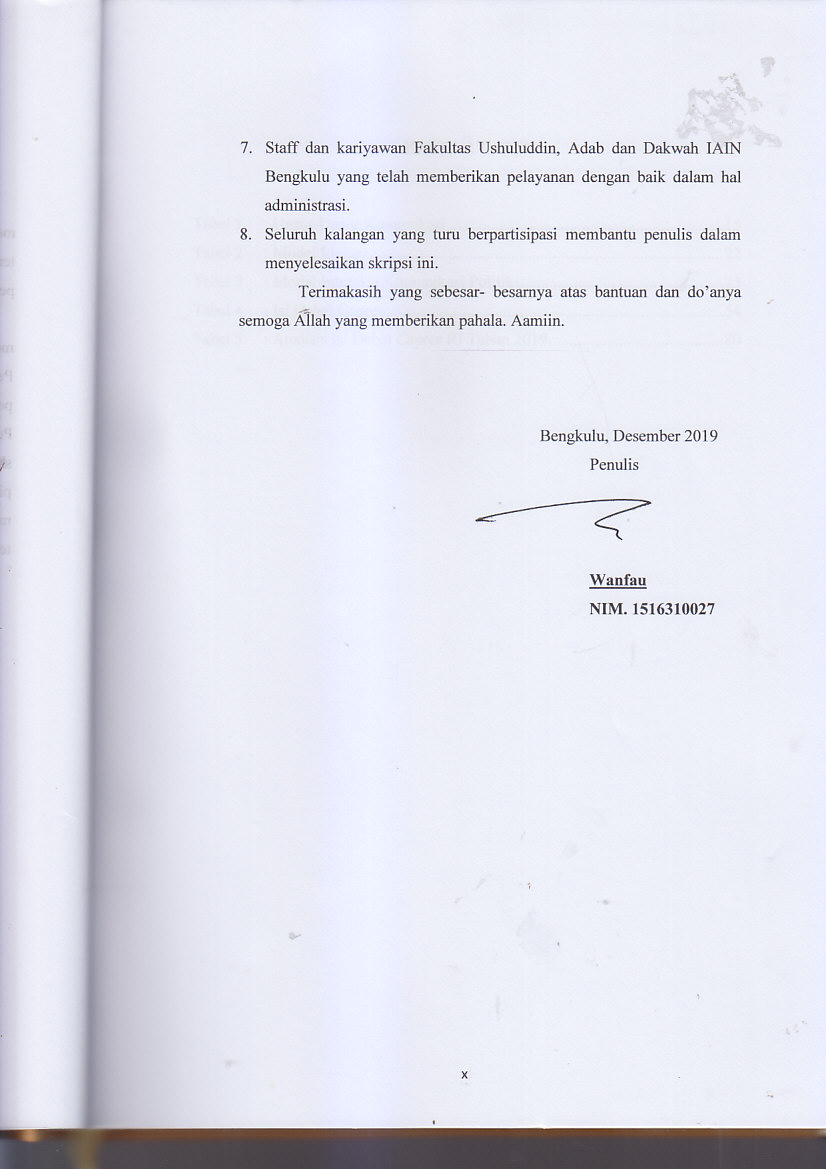 7. Staff dan kariyawan Fakultas Ushuluddin, Adab dan Dakwah IAIN
Bengkulu yang telah memberikan pelayanan dengan baik dalam hal
administrasi.
8. Seluruh kalangan yang turu berpartisipasi membantu penulis dalam
menyelesaikan skripsi ini.
Terimakasih yang sebesar- besarnya atas bantuan dan do’anya
semoga Allah yang memberikan pahala. Aamiin.
Bengkulu, Desember 2019
Penulis
Wanfau
NIM. 1516310027
x